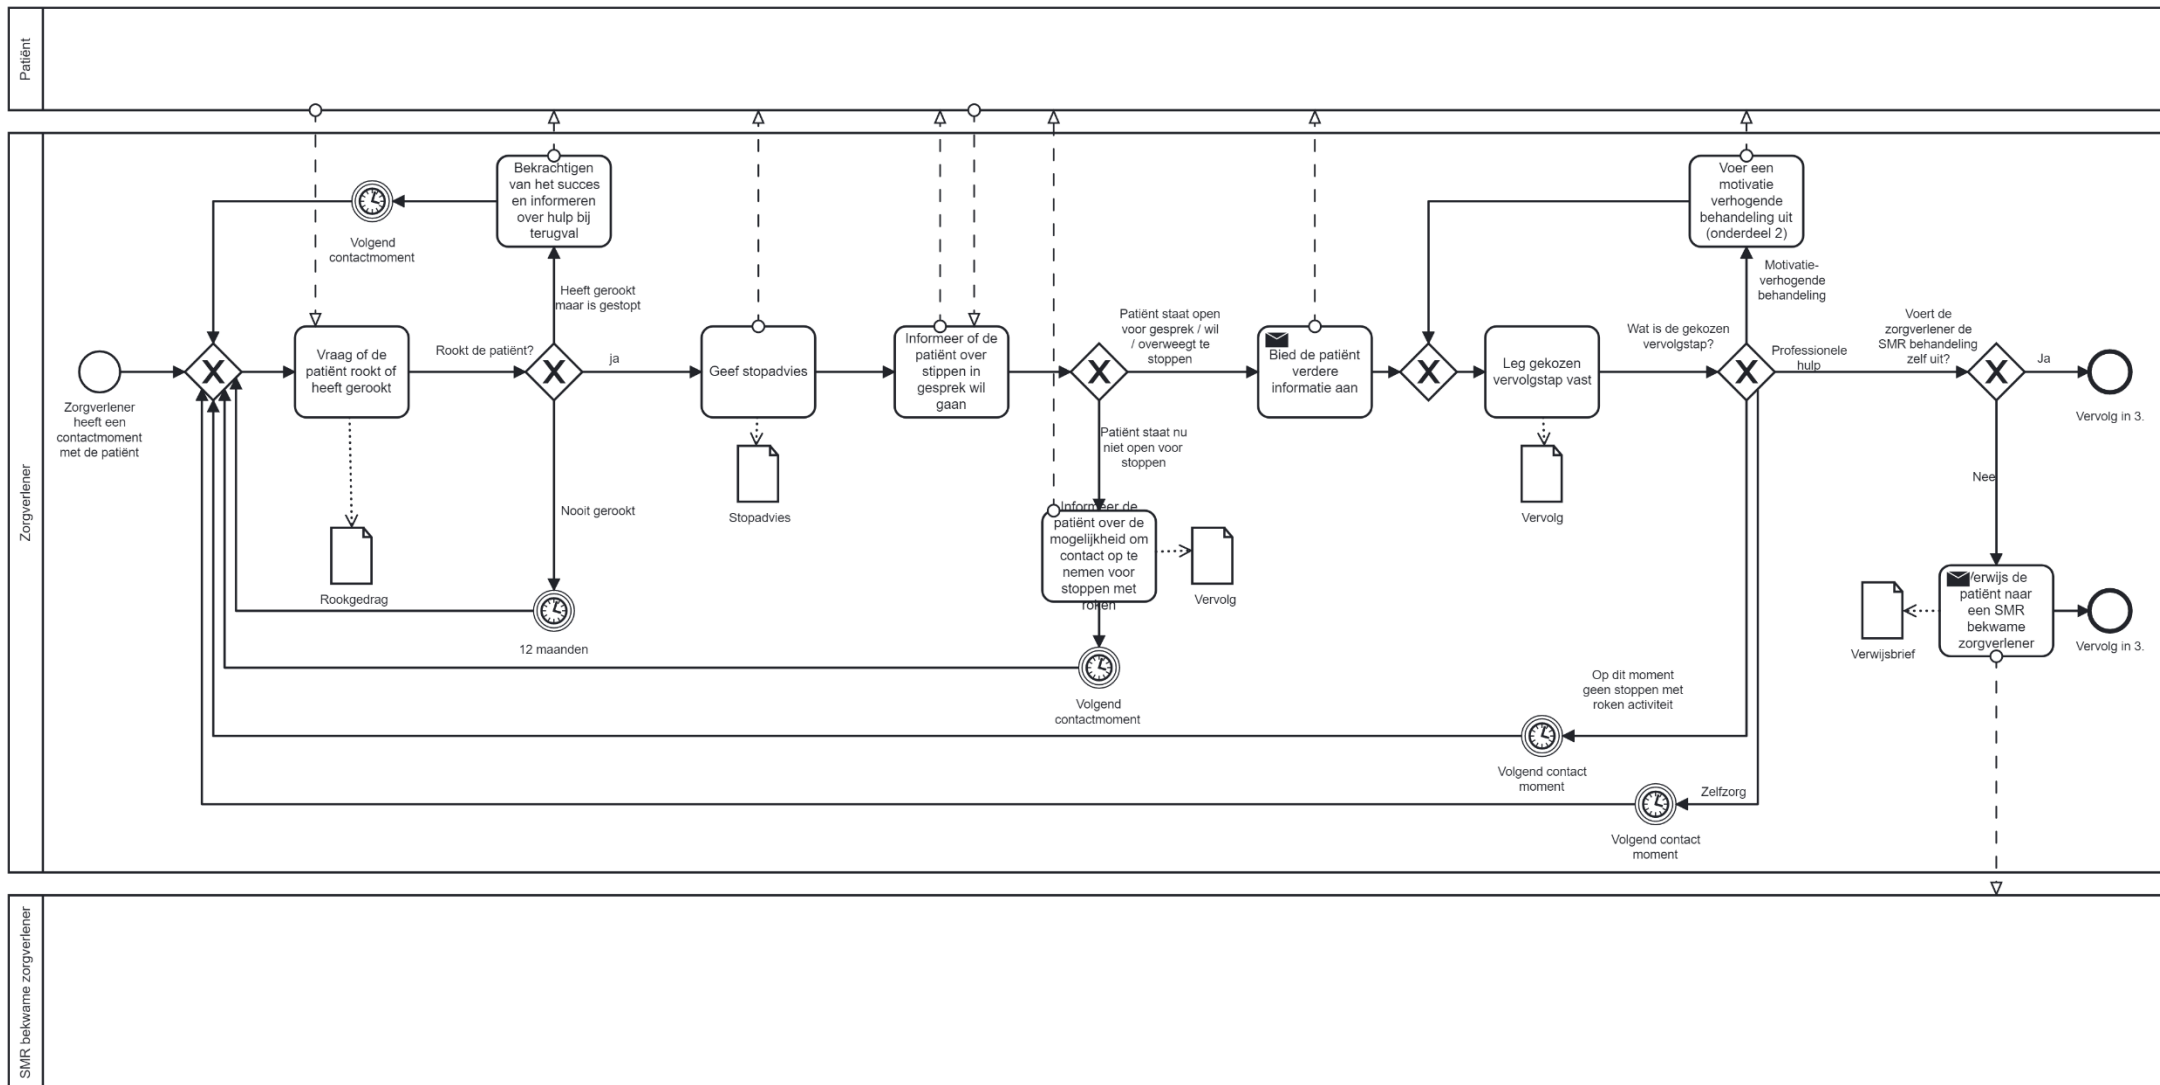 Patiënt
Zorgverlener
SMR bekwame zorgverlener
Zorgverlener
heeft een
contactmoment
met de patiënt
Vraag of de
patiënt rookt of
heeft gerookt
Rookgedrag
Volgend
contactmoment
Bekrachtigen
van het succes
en informeren
over hulp bij
terugval
Heeft gerookt
maar is gestopt
Rookt de patiënt?
ja
Nooit gerookt
12 maanden
Geef stopadvies
Stopadvies
Informeer of de
patiënt over
stippen in
gesprek wil
gaan
Patiënt staat open
voor gesprek / wil
/ overweegt te
stoppen
Patiënt staat nu
niet open voor
stoppen
Informeer de
patiënt over de
mogelijkheid om
contact op te
nemen voor
stoppen met
roken
Vervolg
Volgend
contactmoment
Bied de patiënt
verdere
informatie aan
Leg gekozen
vervolgstap vast
Vervolg
Wat is de gekozen
vervolgstap?
Voer een
motivatie
verhogende
behandeling uit
(onderdeel 2)
Motivatie-
verhogende
behandeling
Professionele
hulp
Op dit moment
geen stoppen met
roken activiteit
Volgend contact
moment
Zelfzorg
Volgend contact
moment
Voert de
zorgverlener de
SMR behandeling
zelf uit?
Ja
Vervolg in 3.
Nee
Verwijs de
patiënt naar
een SMR
bekwame
zorgverlener
Verwijsbrief
Vervolg in 3.